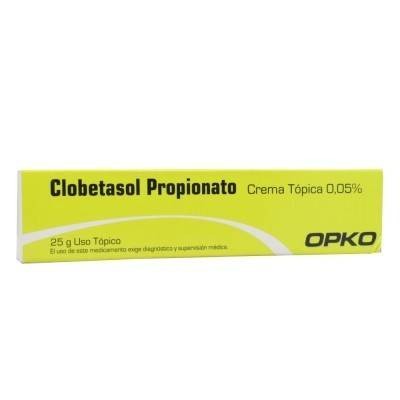 Clobetasol Propionato Crema Tópica 0,05%
25 g Uso Tópico
El uso de este medicamento exige diagnóstico y supervisión médica.
OPKO